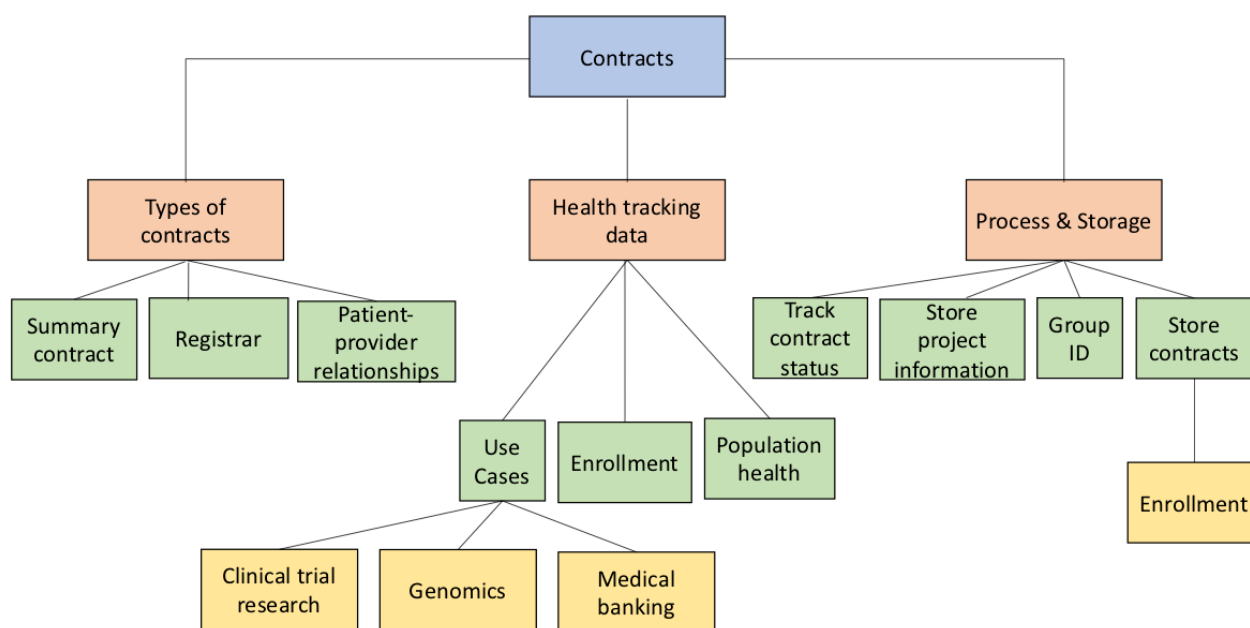 Contracts
Types of
contracts
Health tracking
data
Process & Storage
Summary
contract
Registrar
Patient-
provider
relationships
Track
contract
status
Store
project
information
Group
ID
Store
contracts
Use
Cases
Enrollment
Population
health
Enrollment
Clinical trial
research
Genomics
Medical
banking